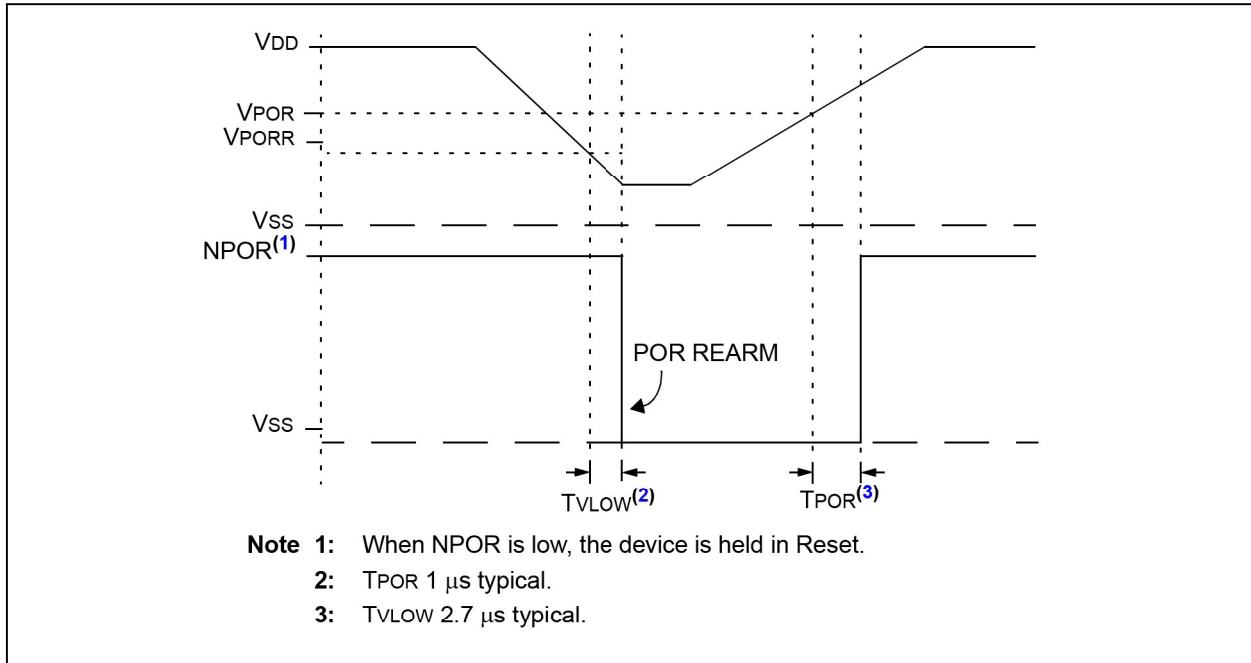 VDD
VPOR
VPORR
VSS
NPOR(1)
POR REARM
VSS
TVLOW(2)
TPOR(3)
Note 1: When NPOR is low, the device is held in Reset.
2: TPOR 1 μs typical.
3: TVLOW 2.7 μs typical.